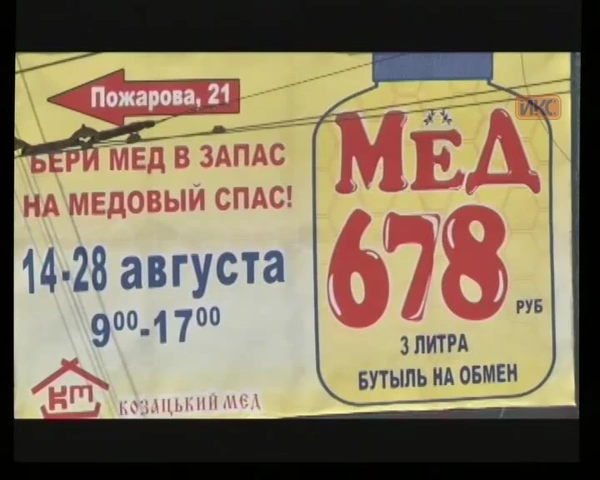 Пожарова, 21
БЕРИ МЕД В ЗАПАС
НА МЕДОВЫЙ СПАС!
14-28 августа
9⁰⁰-17⁰⁰
КМ
КОЗАЦЬКИЙ МЕД
ИКС
МЁД
678
РУБ
3 ЛИТРА
БУТЫЛЬ НА ОБМЕН